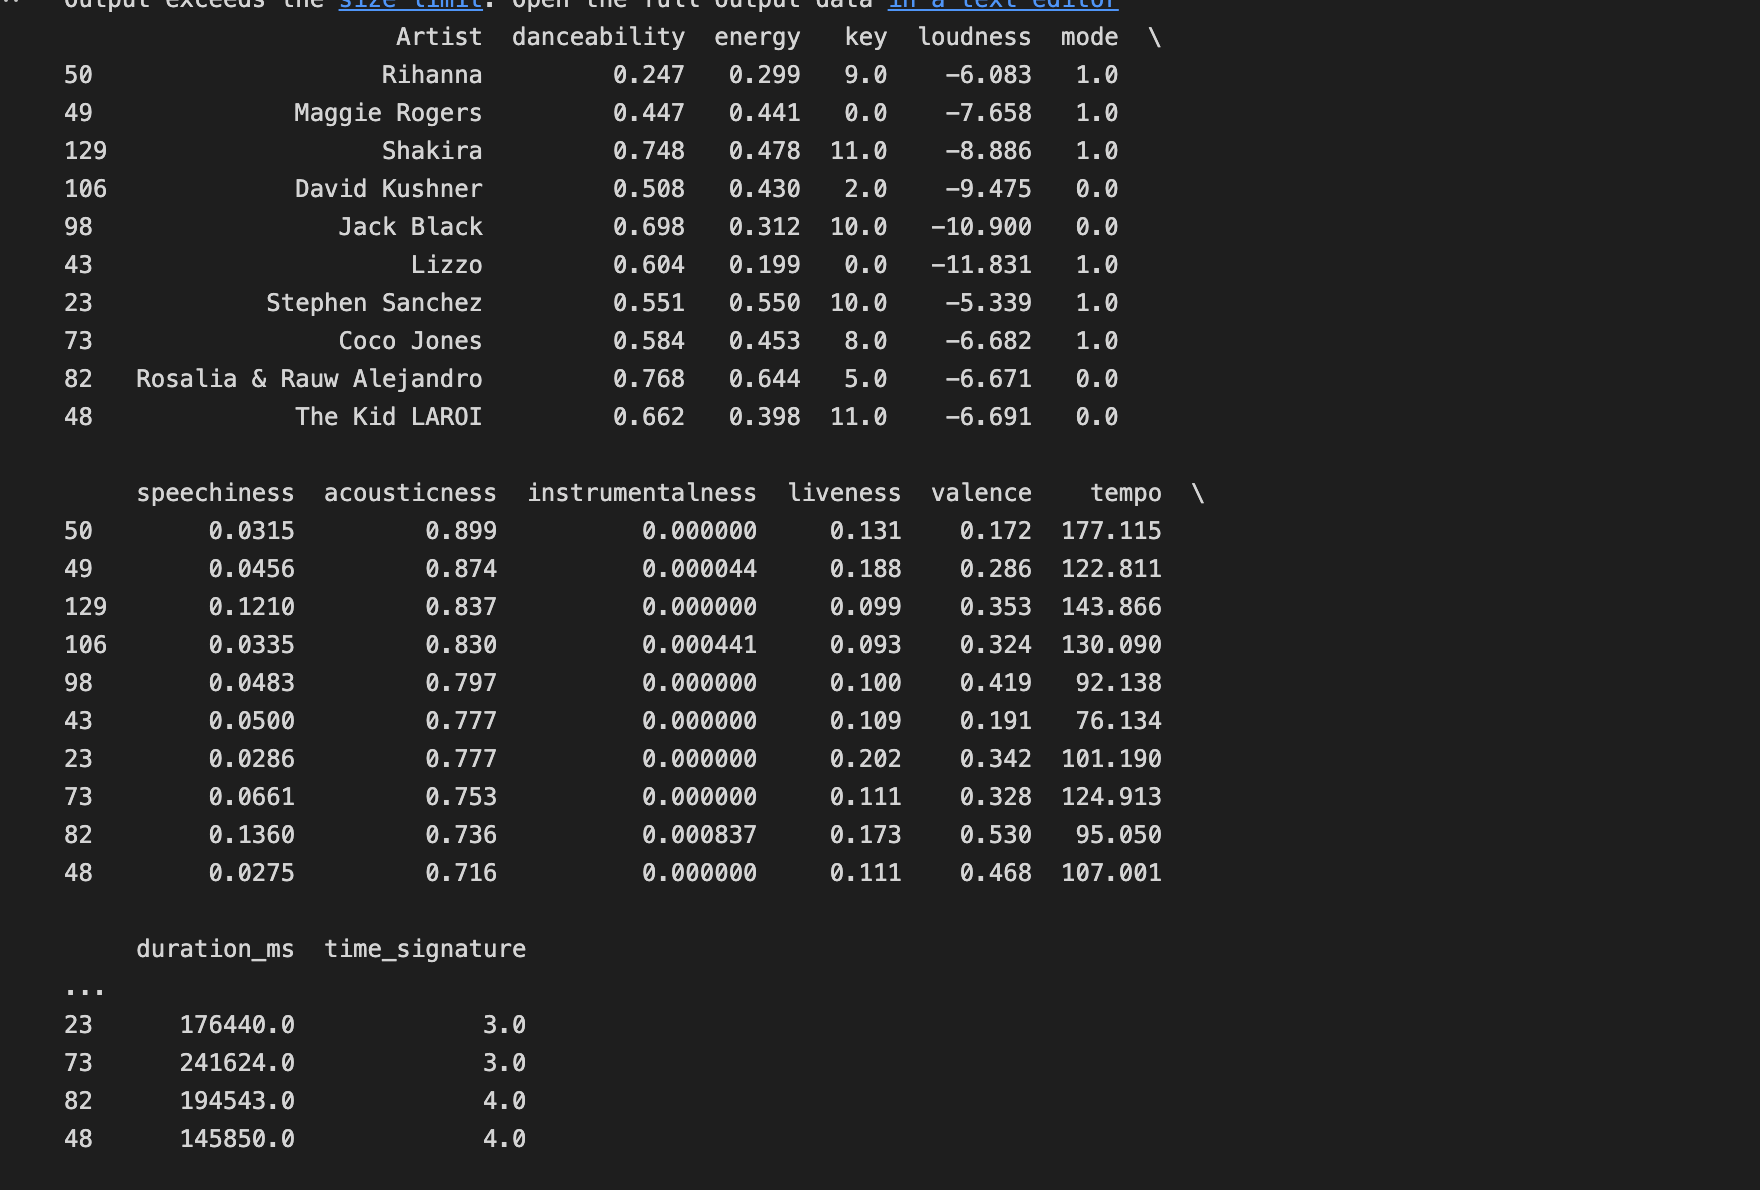 Output exceeds the size limit. Open the full output data in a text editor
Artist danceability energy key loudness mode \
50 Rihanna 0.247 0.299 9.0 −6.083 1.0
49 Maggie Rogers 0.447 0.441 0.0 −7.658 1.0
129 Shakira 0.748 0.478 11.0 −8.886 1.0
106 David Kushner 0.508 0.430 2.0 −9.475 0.0
98 Jack Black 0.698 0.312 10.0 −10.900 0.0
43 Lizzo 0.604 0.199 0.0 −11.831 1.0
23 Stephen Sanchez 0.551 0.550 10.0 −5.339 1.0
73 Coco Jones 0.584 0.453 8.0 −6.682 1.0
82 Rosalia & Rauw Alejandro 0.768 0.644 5.0 −6.671 0.0
48 The Kid LAROI 0.662 0.398 11.0 −6.691 0.0
speechiness acousticness instrumentalness liveness valence tempo \
50 0.0315 0.899 0.000000 0.131 0.172 177.115
49 0.0456 0.874 0.000044 0.188 0.286 122.811
129 0.1210 0.837 0.000000 0.099 0.353 143.866
106 0.0335 0.830 0.000441 0.093 0.324 130.090
98 0.0483 0.797 0.000000 0.100 0.419 92.138
43 0.0500 0.777 0.000000 0.109 0.191 76.134
23 0.0286 0.777 0.000000 0.202 0.342 101.190
73 0.0661 0.753 0.000000 0.111 0.328 124.913
82 0.1360 0.736 0.000837 0.173 0.530 95.050
48 0.0275 0.716 0.000000 0.111 0.468 107.001
duration_ms time_signature
...
23 176440.0 3.0
73 241624.0 3.0
82 194543.0 4.0
48 145850.0 4.0